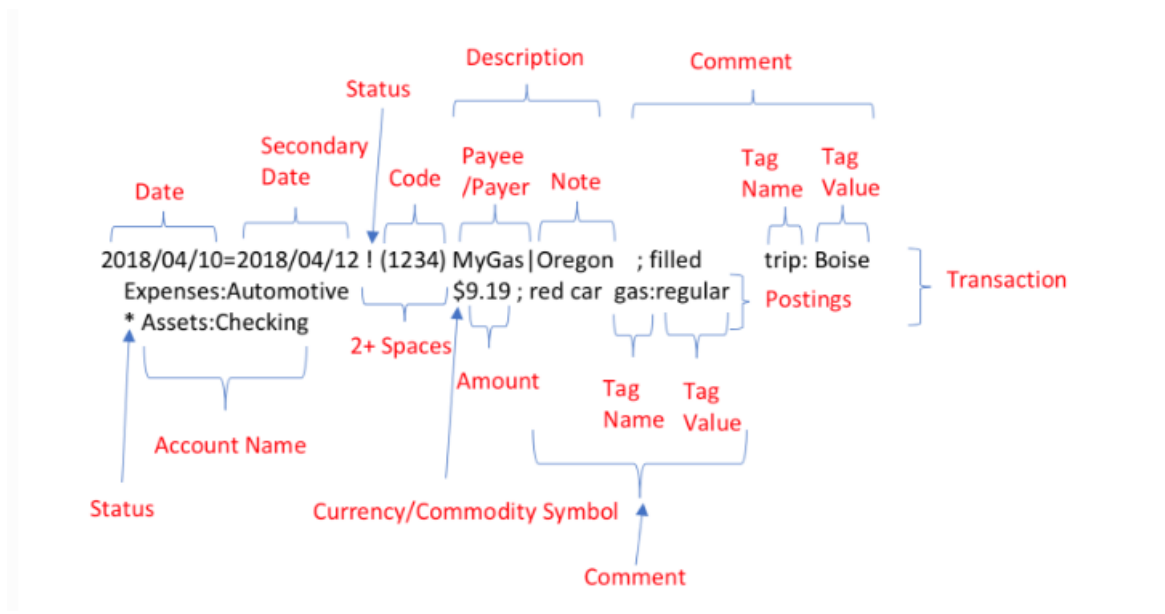 Description
Comment
Status
Secondary
Date
Payee
/Payer
Tag
Name
Tag
Value
Date
Code
Note
2018/04/10=2018/04/12 ! (1234) MyGas|Oregon ; filled trip: Boise
Expenses:Automotive $9.19 ; red car gas:regular
* Assets:Checking
Postings
Transaction
2+ Spaces
Amount
Tag
Name
Tag
Value
Account Name
Status
Currency/Commodity Symbol
Comment